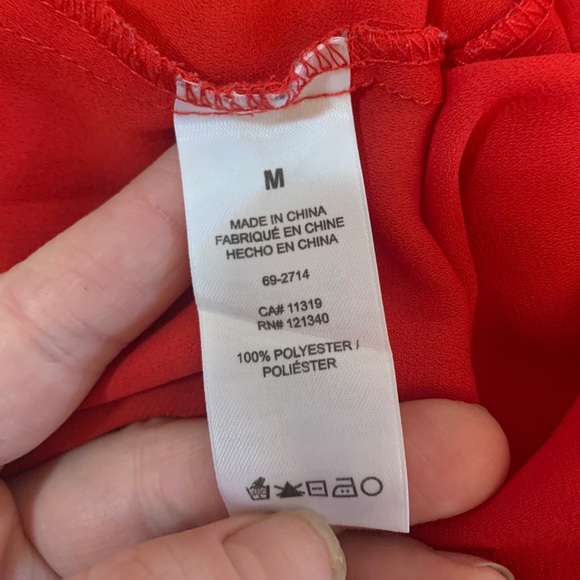 M
MADE IN CHINA
FABRIQUÉ EN CHINE
HECHO EN CHINA
69-2714
CA# 11319
RN# 121340
100% POLYESTER /
POLIÉSTER